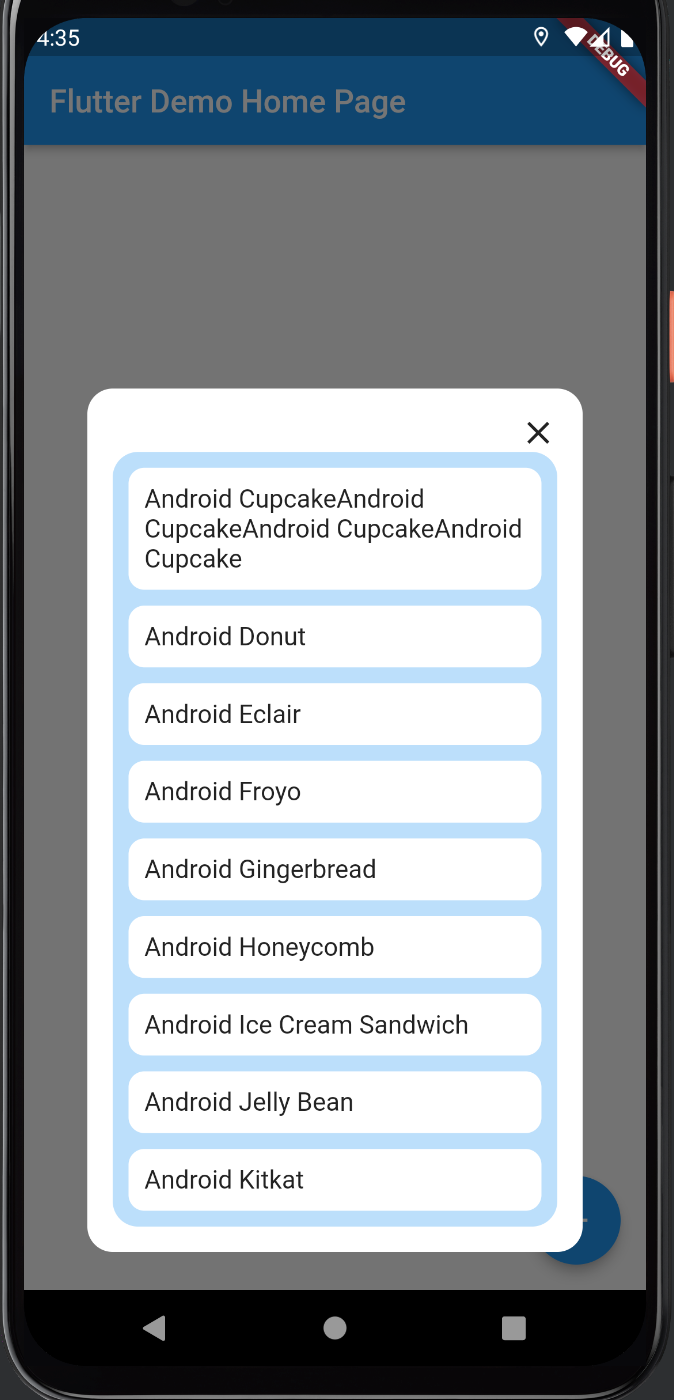 4:35
DEBUG
Flutter Demo Home Page
Android CupcakeAndroid
CupcakeAndroid CupcakeAndroid
Cupcake
Android Donut
Android Eclair
Android Froyo
Android Gingerbread
Android Honeycomb
Android Ice Cream Sandwich
Android Jelly Bean
Android Kitkat